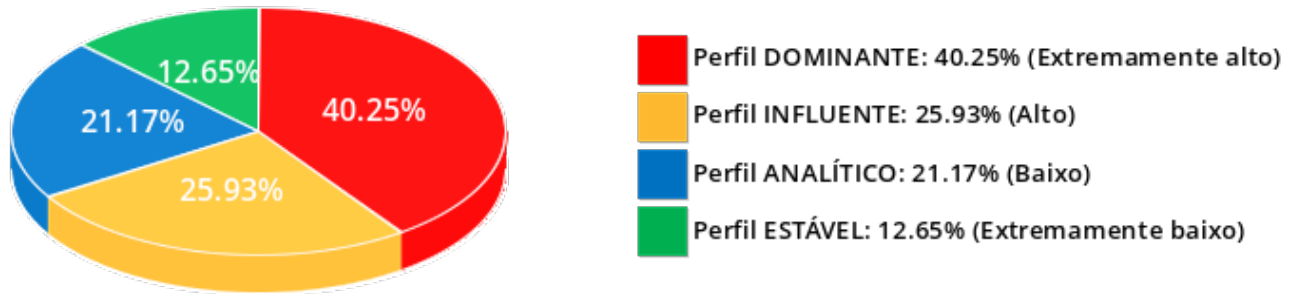 12.65%
21.17%
40.25%
25.93%
Perfil DOMINANTE: 40.25% (Extremamente alto)
Perfil INFLUENTE: 25.93% (Alto)
Perfil ANALÍTICO: 21.17% (Baixo)
Perfil ESTÁVEL: 12.65% (Extremamente baixo)